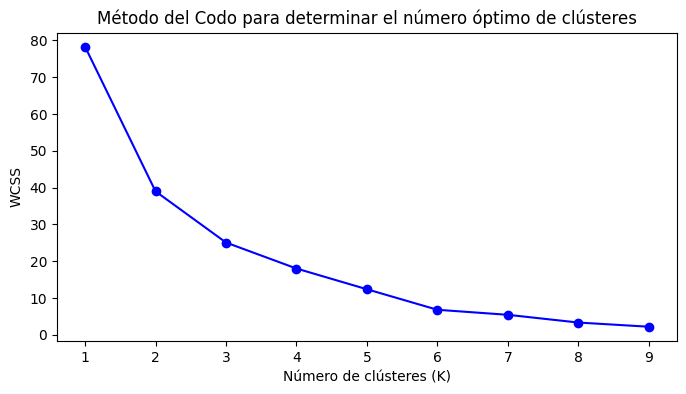 Método del Codo para determinar el número óptimo de clústeres
WCSS
80
70
60
50
40
30
20
10
0
1 2 3 4 5 6 7 8 9
Número de clústeres (K)